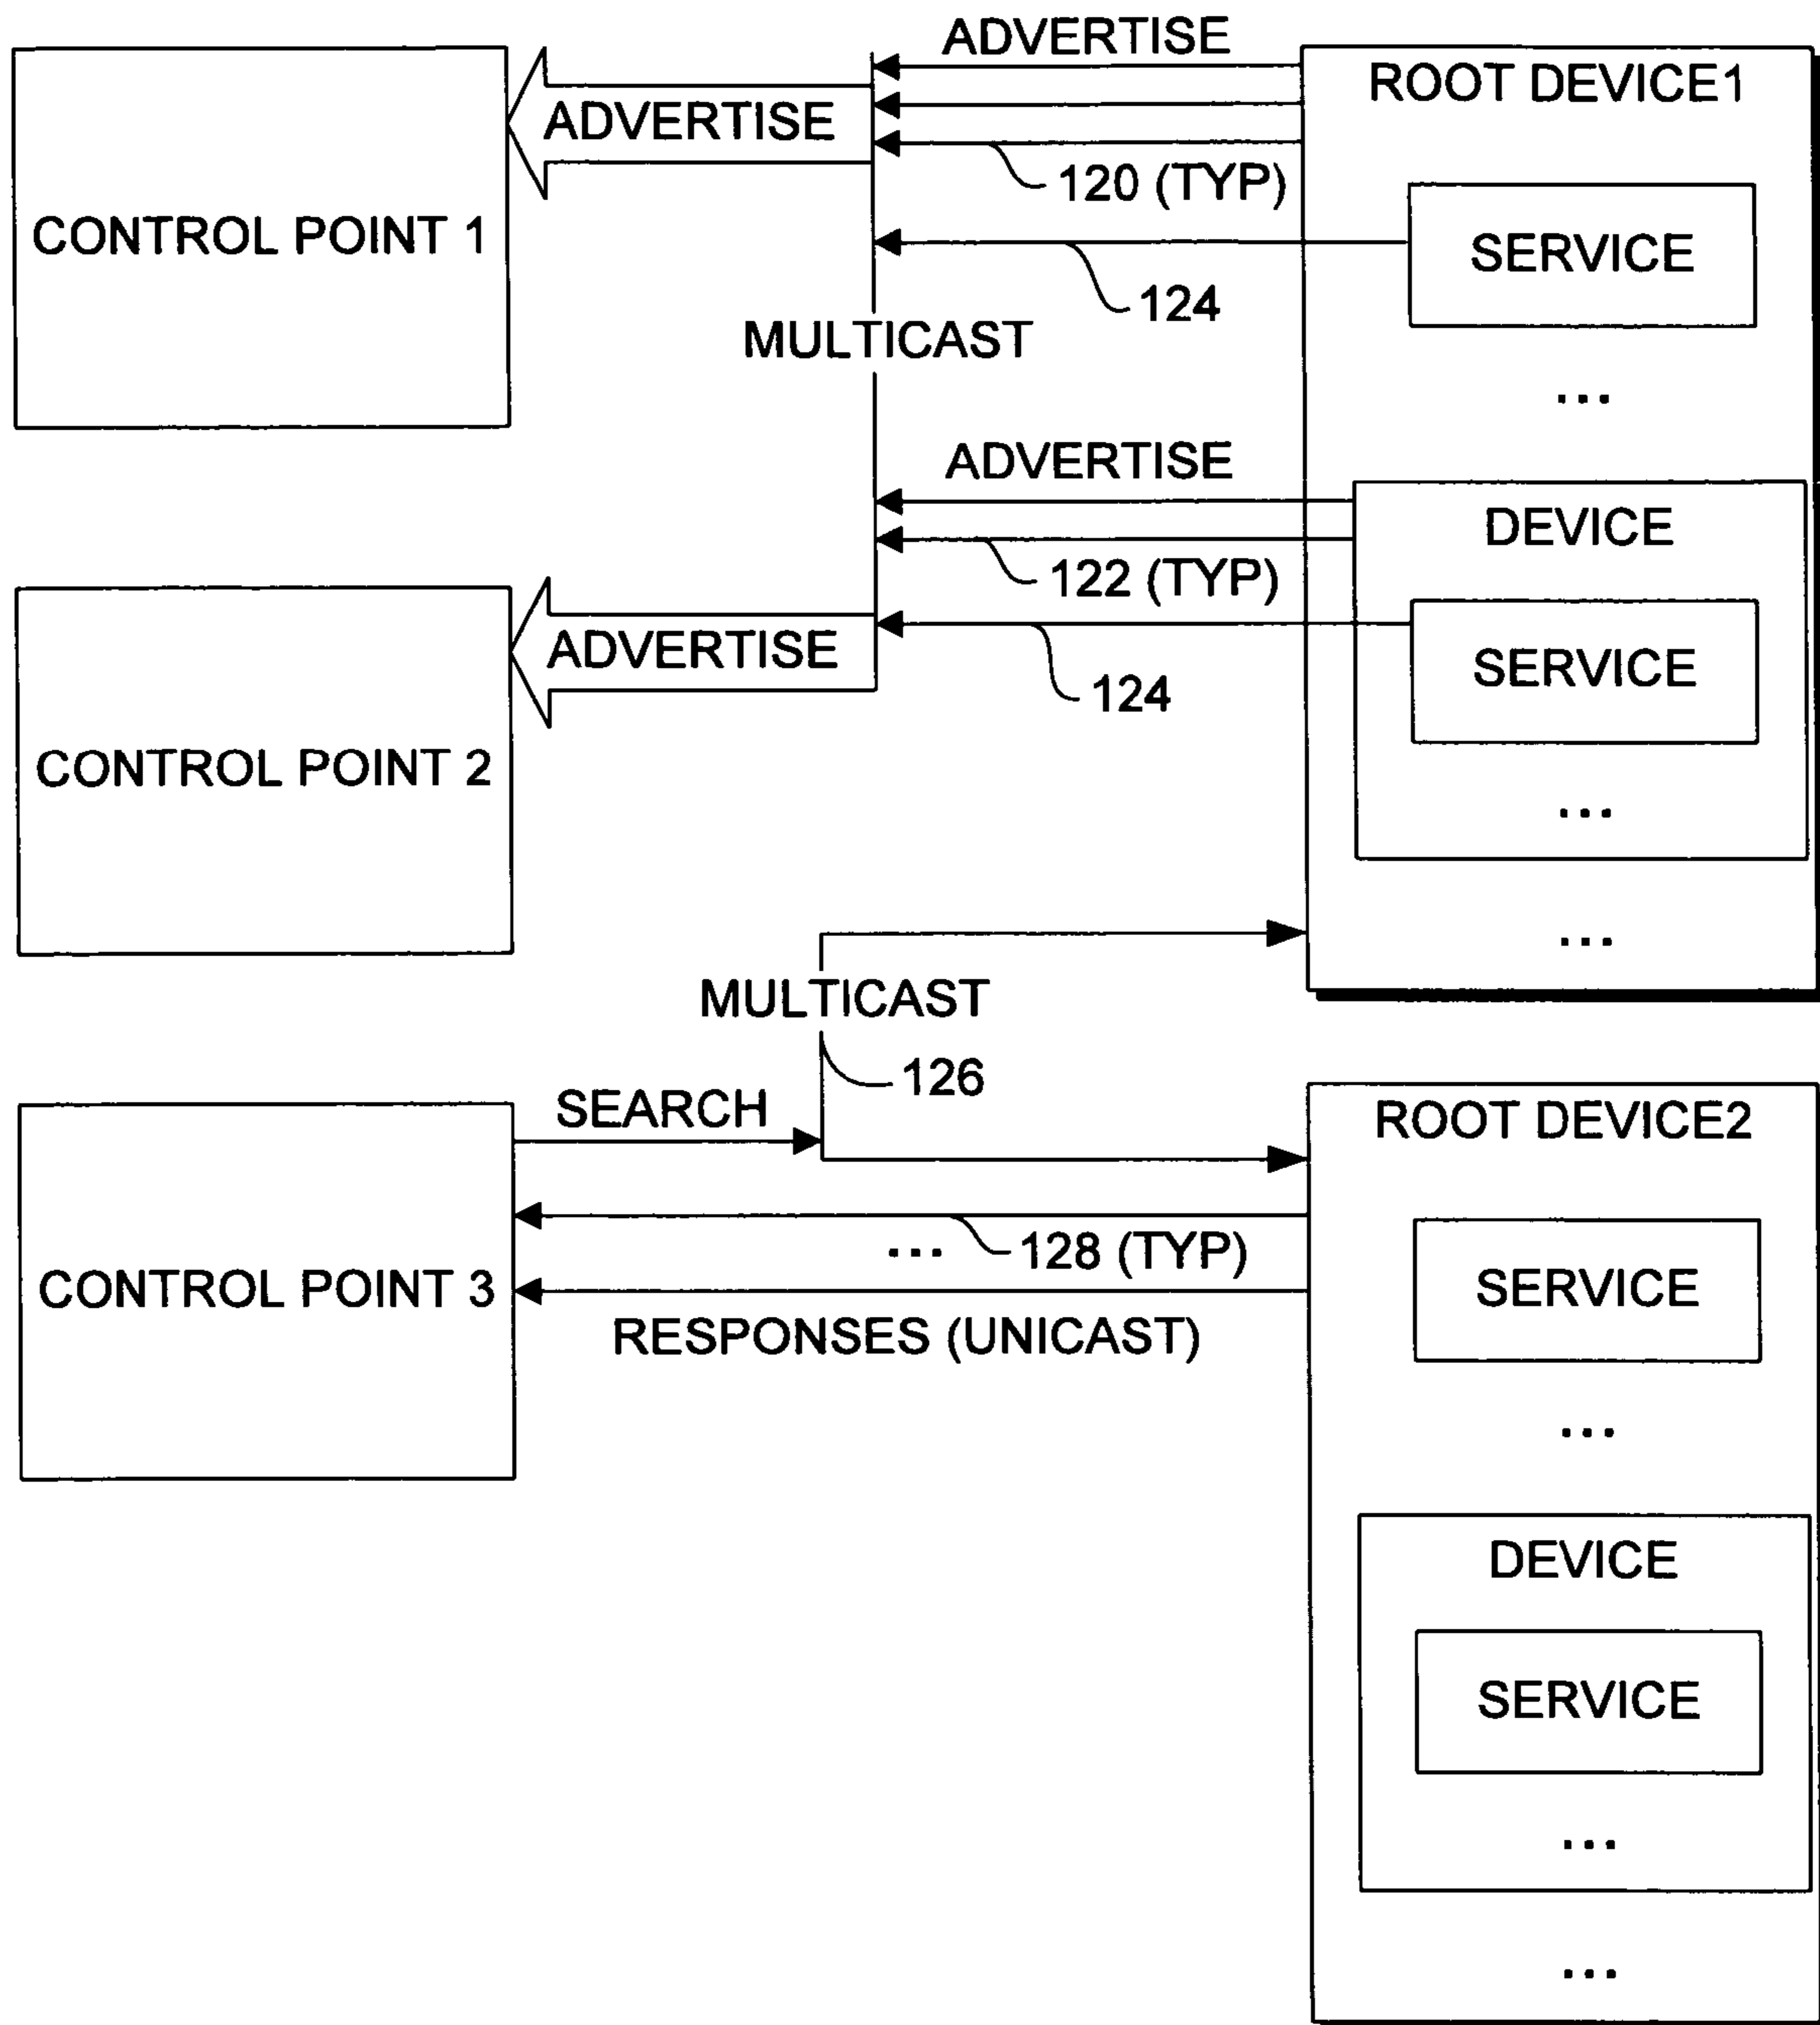 ADVERTISE
ROOT DEVICE1
ADVERTISE
120 (TYP)
CONTROL POINT 1
SERVICE
124
MULTICAST
...
ADVERTISE
DEVICE
122 (TYP)
ADVERTISE
SERVICE
124
CONTROL POINT 2
...
...
MULTICAST
126
SEARCH
ROOT DEVICE2
...
128 (TYP)
CONTROL POINT 3
SERVICE
RESPONSES (UNICAST)
...
DEVICE
SERVICE
...
...